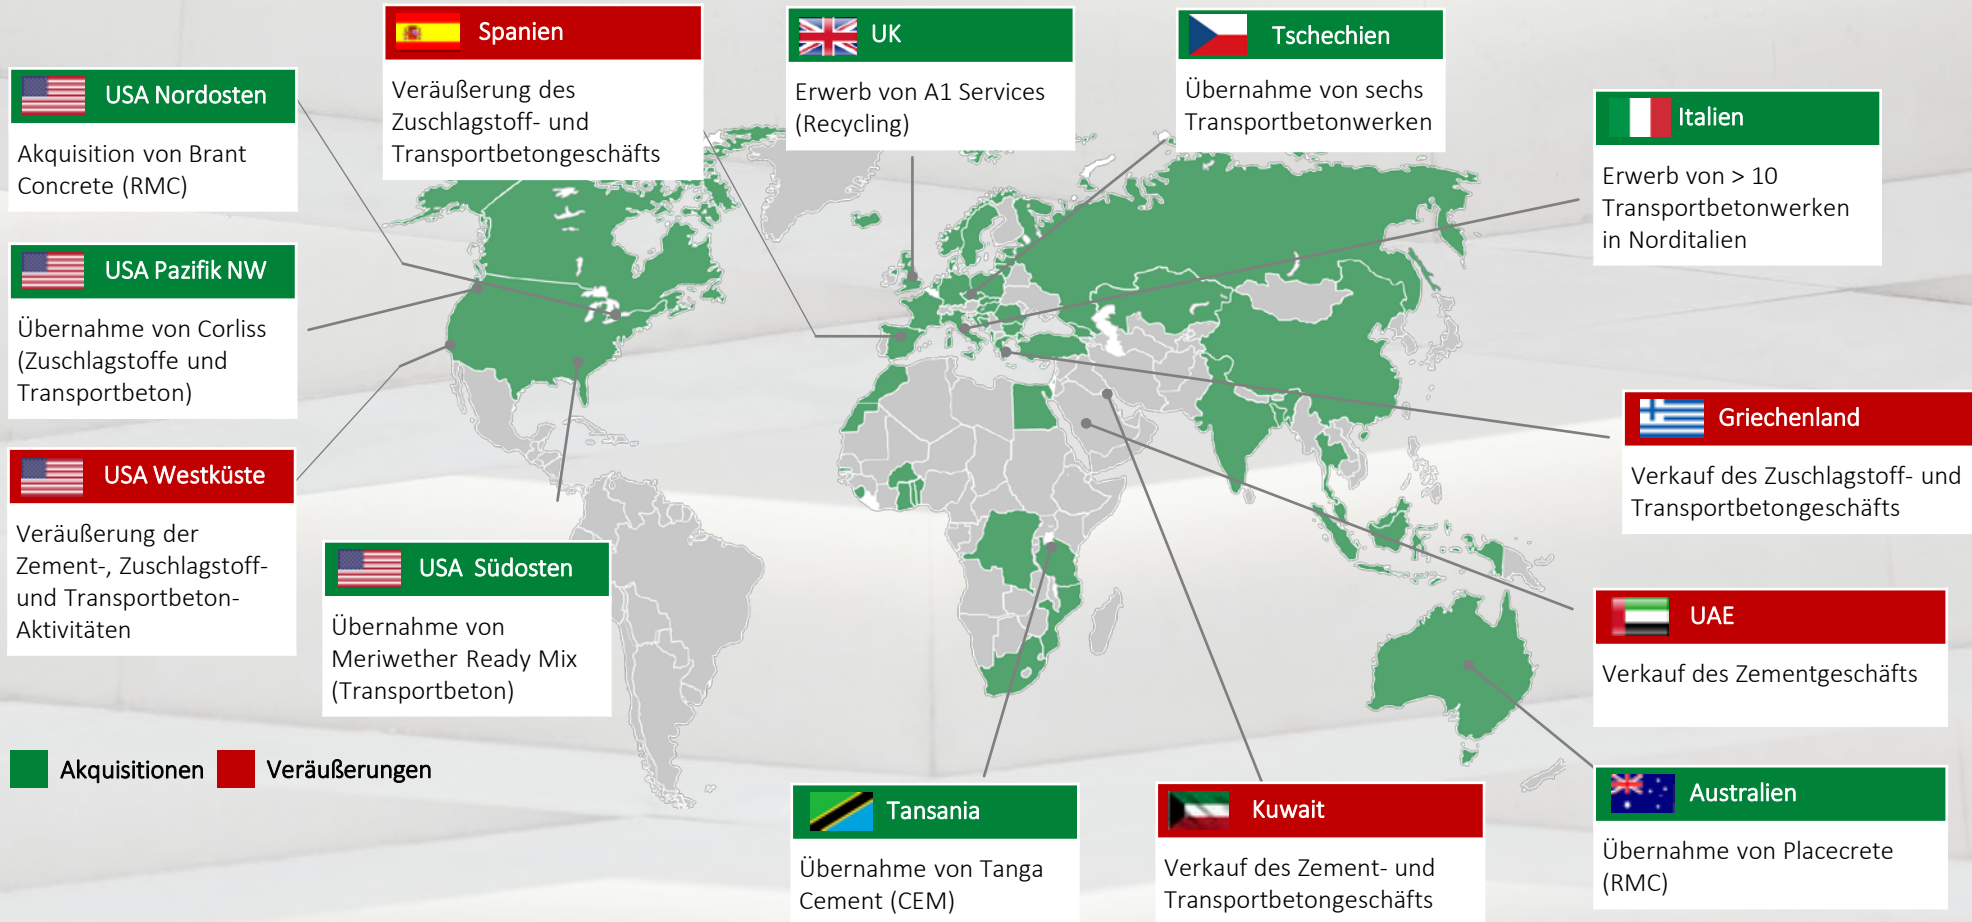 USA Nordosten
Akquisition von Brant
Concrete (RMC)
USA Pazifik NW
Übernahme von Corliss
(Zuschlagstoffe und
Transportbeton)
USA Westküste
Veräußerung der
Zement-, Zuschlagstoff-
und Transportbeton-
Aktivitäten
Spanien
Veräußerung des
Zuschlagstoff- und
Transportbetongeschäfts
USA Südosten
Übernahme von
Meriwether Ready Mix
(Transportbeton)
UK
Erwerb von A1 Services
(Recycling)
Tschechien
Übernahme von sechs
Transportbetonwerken
Italien
Erwerb von > 10
Transportbetonwerken
in Norditalien
Griechenland
Verkauf des Zuschlagstoff- und
Transportbetongeschäfts
UAE
Verkauf des Zementgeschäfts
Australien
Übernahme von Placecrete
(RMC)
Kuwait
Verkauf des Zement- und
Transportbetongeschäfts
Tansania
Übernahme von Tanga
Cement (CEM)
Akquisitionen
Veräußerungen